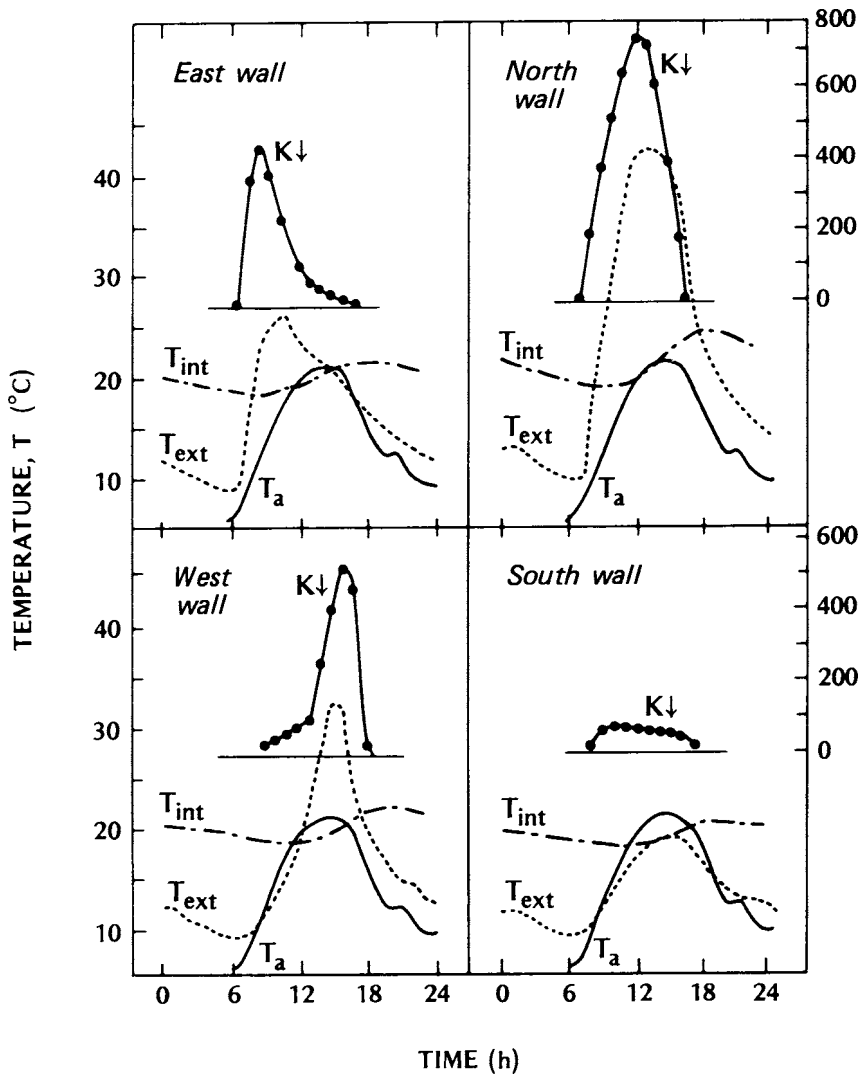 East wall
North
wall
K↓
K↓
T_int
T_ext
T_a
T_int
T_ext
T_a
40
30
20
10
800
600
400
200
0
West
wall
South wall
K↓
K↓
T_int
T_ext
T_a
T_int
T_ext
T_a
40
30
20
10
600
500
200
0
TEMPERATURE, T (°C)
0 6 12 18 24 0 6 12 18 24
TIME (h)